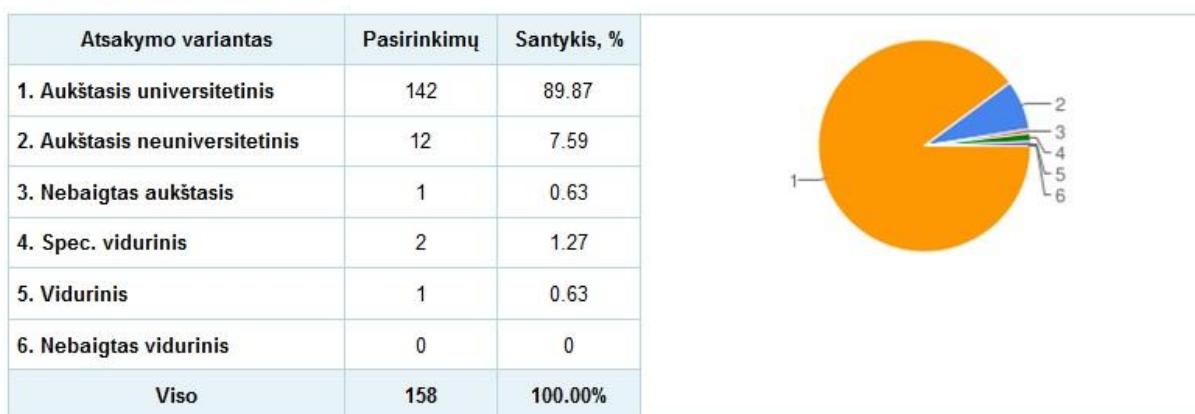 Atsakymo variantas Pasirinkimų Santykis, %
1. Aukštasis universitetinis 142 89.87
2. Aukštasis neuniversitetinis 12 7.59
3. Nebaigtas aukštasis 1 0.63
4. Spec. vidurinis 2 1.27
5. Vidurinis 1 0.63
6. Nebaigtas vidurinis 0 0
Viso 158 100.00%
2
3
4
1
5
6